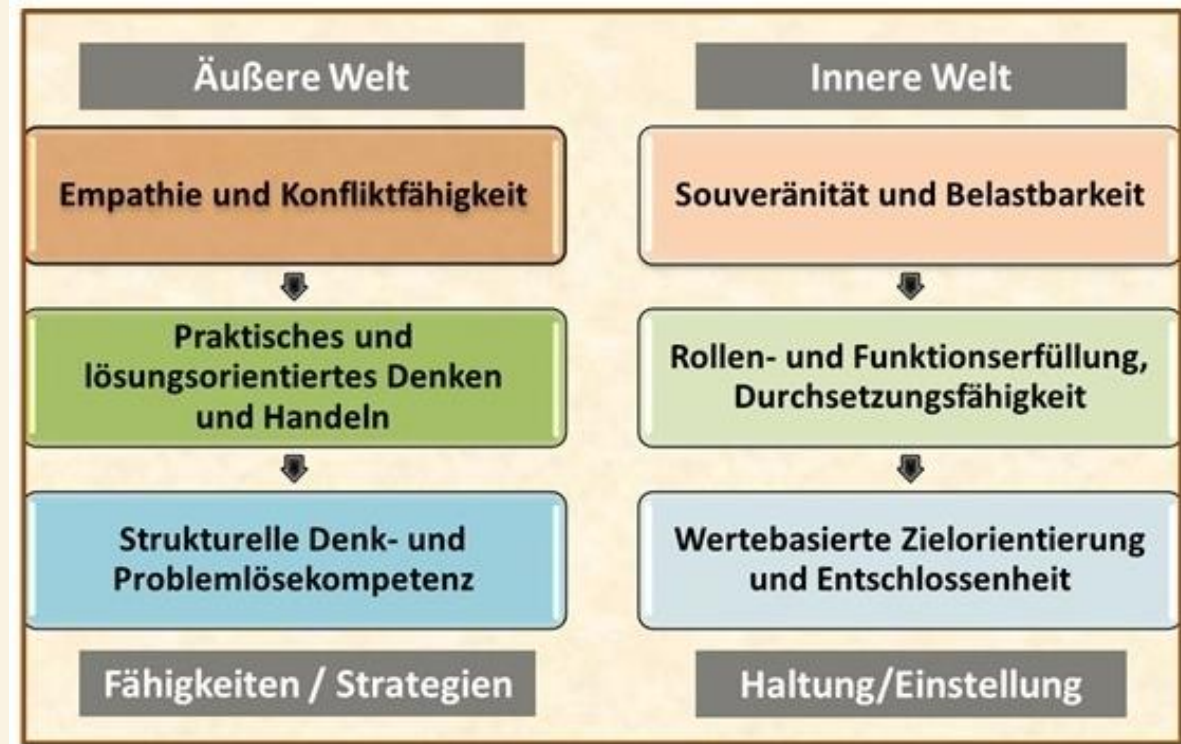 Äußere Welt
Empathie und Konfliktfähigkeit
Praktisches und
lösungsorientiertes Denken
und Handeln
Strukturelle Denk- und
Problemlösekompetenz
Fähigkeiten / Strategien
Innere Welt
Souveränität und Belastbarkeit
Rollen- und Funktionserfüllung,
Durchsetzungsfähigkeit
Wertebasierte Zielorientierung
und Entschlossenheit
Haltung/Einstellung